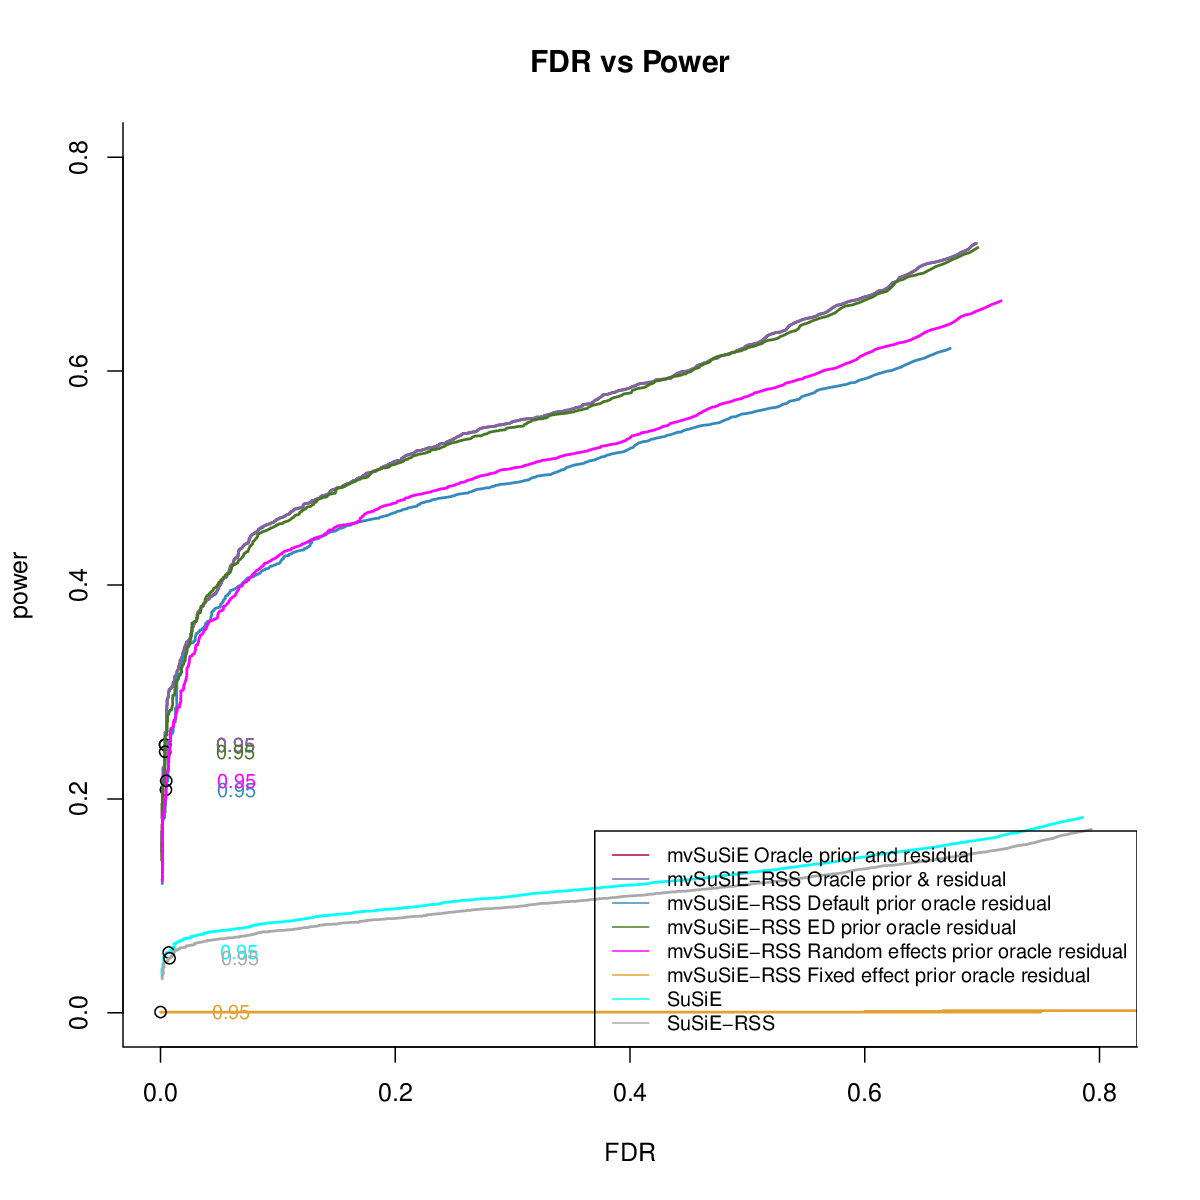 FDR vs Power
0.8
0.6
0.4
0.2
0.0
power
0.95
0.95
0.95
0.95
0.95
0.95
0.95
mvSuSiE Oracle prior and residual
mvSuSiE−RSS Oracle prior & residual
mvSuSiE−RSS Default prior oracle residual
mvSuSiE−RSS ED prior oracle residual
mvSuSiE−RSS Random effects prior oracle residual
mvSuSiE−RSS Fixed effect prior oracle residual
SuSiE
SuSiE−RSS
0.0 0.2 0.4 0.6 0.8
FDR